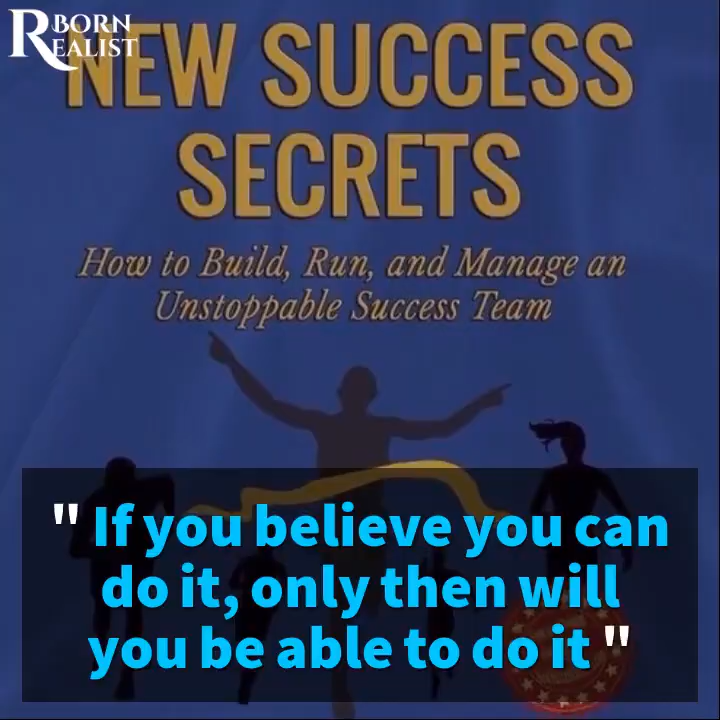 BORN
REALIST
NEW SUCCESS
SECRETS
How to Build, Run, and Manage an
Unstoppable Success Team
" If you believe you can
do it, only then will
you be able to do it "